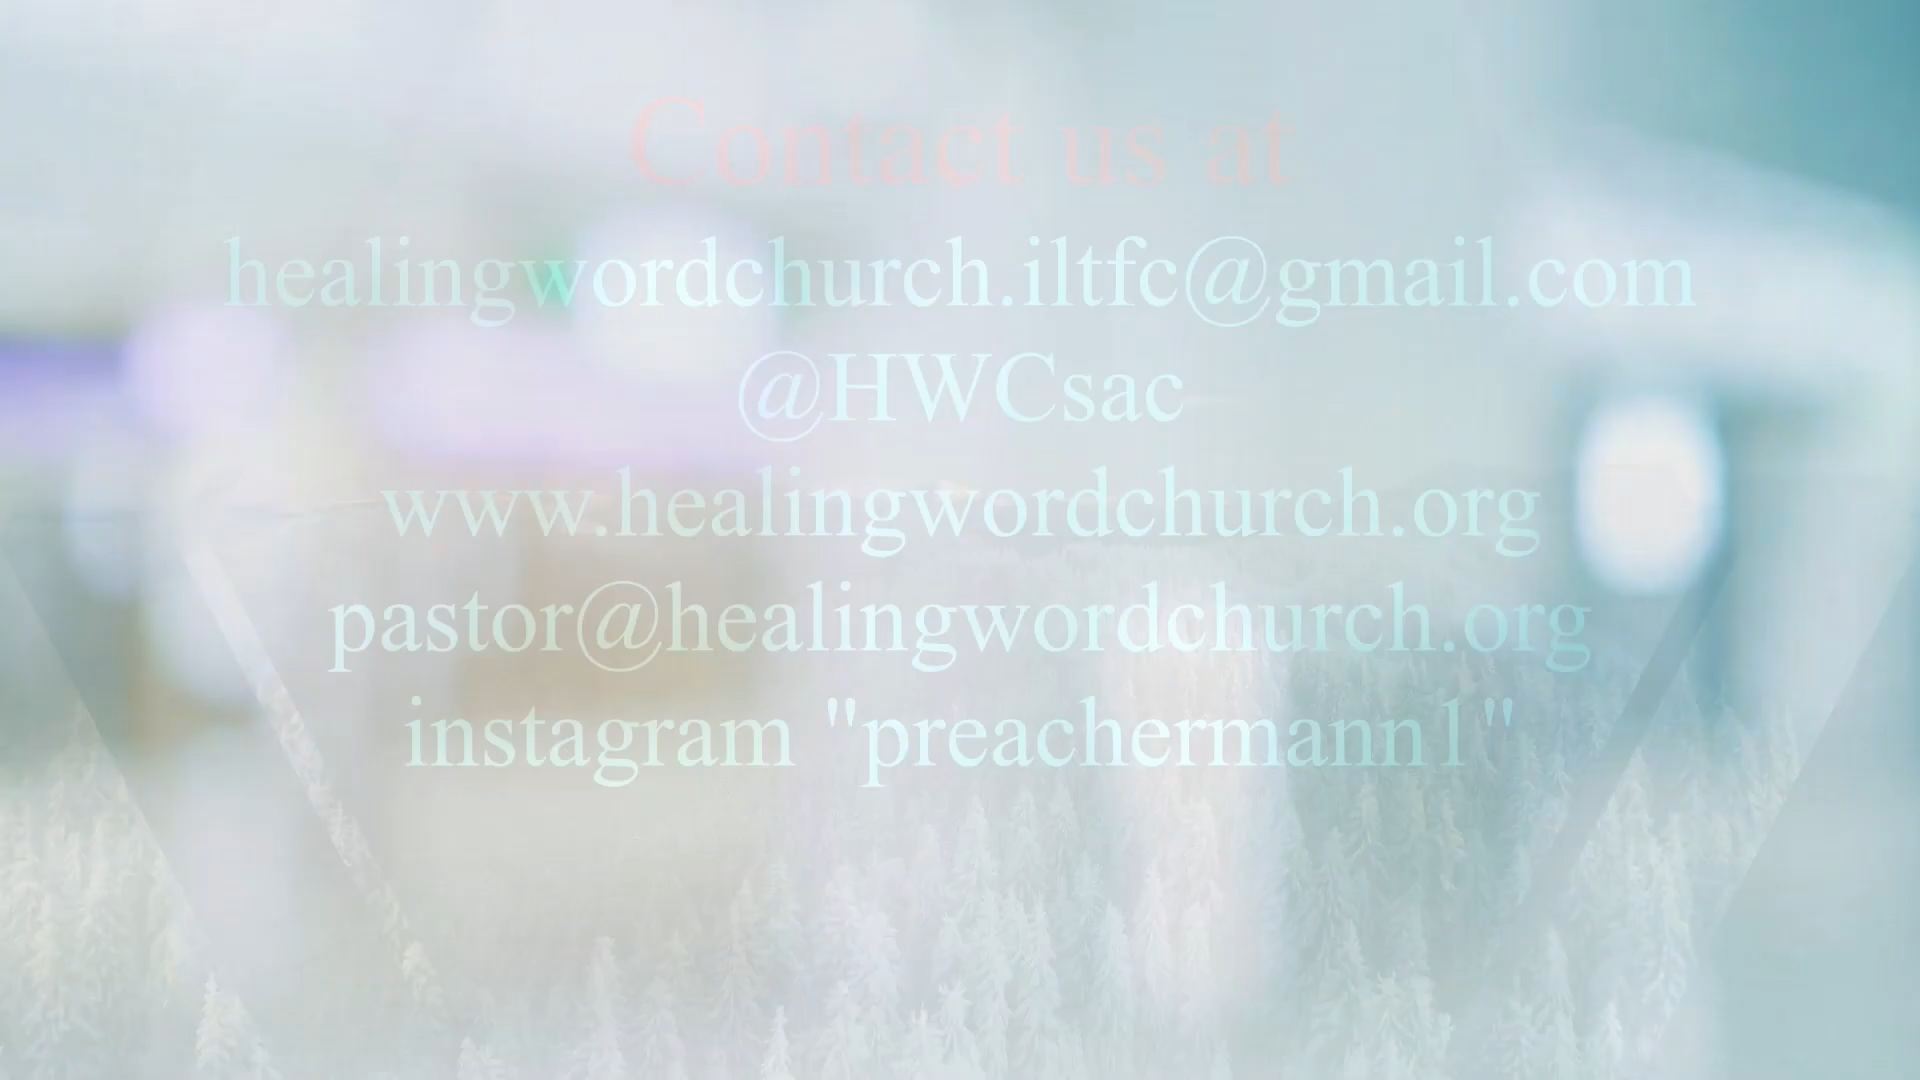 Contact us at
healingwordchurch.iltfc@gmail.com
@HWCsac
www.healingwordchurch.org
pastor@healingwordchurch.org
instagram "preachermann1"